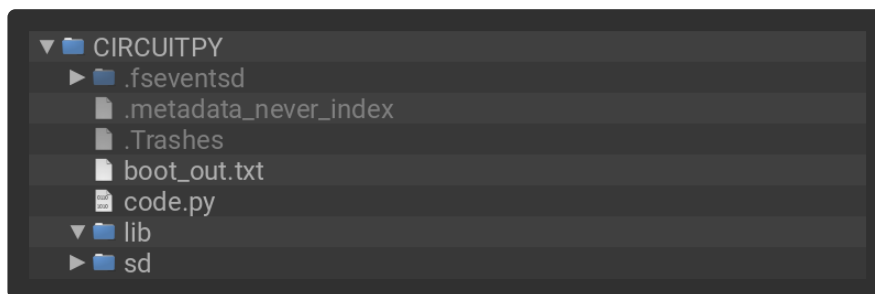 CIRCUITPY
.fseventsd
.metadata_never_index
.Trashes
boot_out.txt
code.py
lib
sd